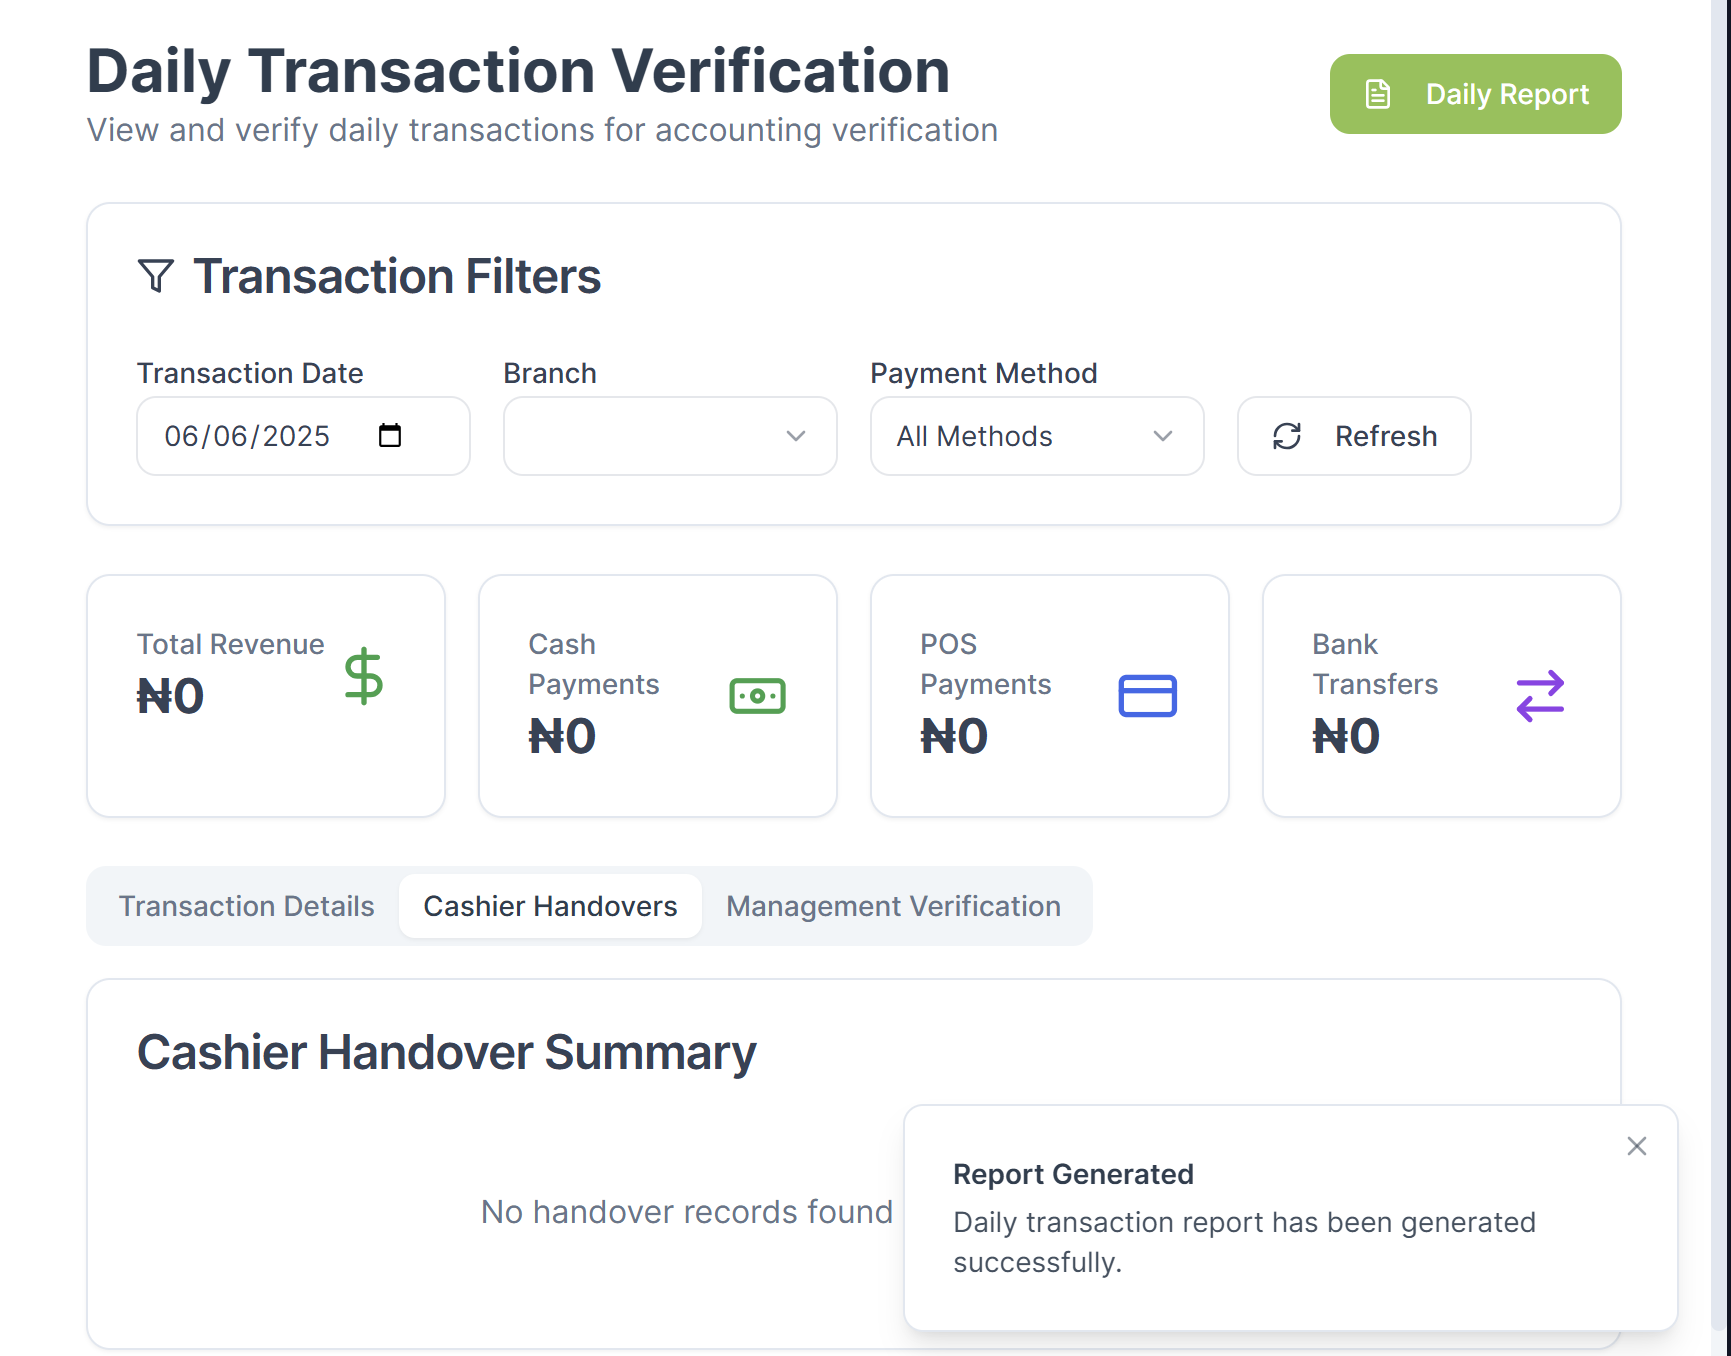 Daily Transaction Verification
View and verify daily transactions for accounting verification
Daily Report
Transaction Filters
Transaction Date
Branch
Payment Method
06/06/2025
All Methods
Refresh
Total Revenue
₦0
Cash
Payments
₦0
POS
Payments
₦0
Bank
Transfers
₦0
Transaction Details
Cashier Handovers
Management Verification
Cashier Handover Summary
No handover records found
Report Generated
Daily transaction report has been generated
successfully.